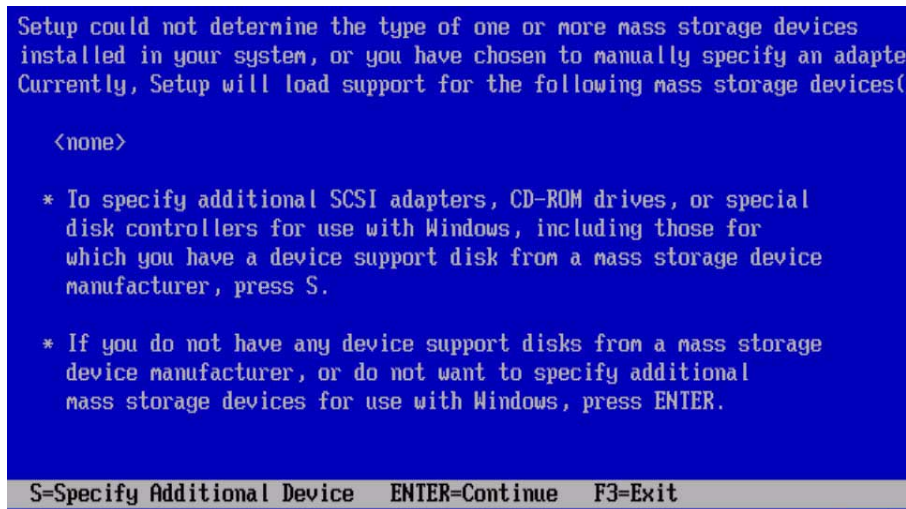 Setup could not determine the type of one or more mass storage devices
installed in your system, or you have chosen to manually specify an adapte
Currently, Setup will load support for the following mass storage devices(
<none>
* To specify additional SCSI adapters, CD-ROM drives, or special
disk controllers for use with Windows, including those for
which you have a device support disk from a mass storage device
manufacturer, press S.
* If you do not have any device support disks from a mass storage
device manufacturer, or do not want to specify additional
mass storage devices for use with Windows, press ENTER.
S=Specify Additional Device ENTER=Continue F3=Exit